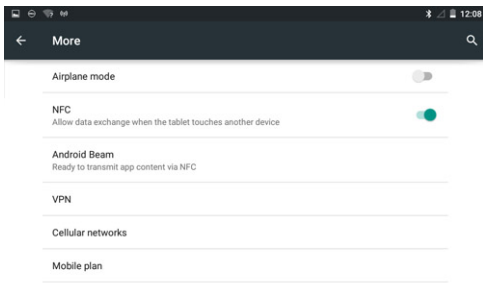 12:08
More
Airplane mode
NFC
Allow data exchange when the tablet touches another device
Android Beam
Ready to transmit app content via NFC
VPN
Cellular networks
Mobile plan